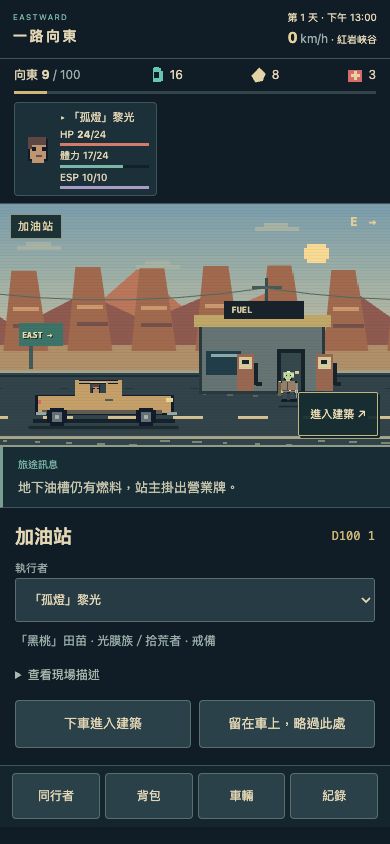 EASTWARD
一路向東
第 1 天 · 下午 13:00
0 km/h · 紅岩峽谷
向東 9 / 100
16
8
3
▸ 「孤燈」黎光
HP 24/24
體力 17/24
ESP 10/10
加油站
E →
FUEL
EAST →
進入建築 ↗
旅途訊息
地下油槽仍有燃料，站主掛出營業牌。
加油站
D100 1
執行者
「孤燈」黎光
「黑桃」田苗 · 光膜族 / 拾荒者 · 戒備
▶ 查看現場描述
下車進入建築
留在車上，略過此處
同行者
背包
車輛
紀錄